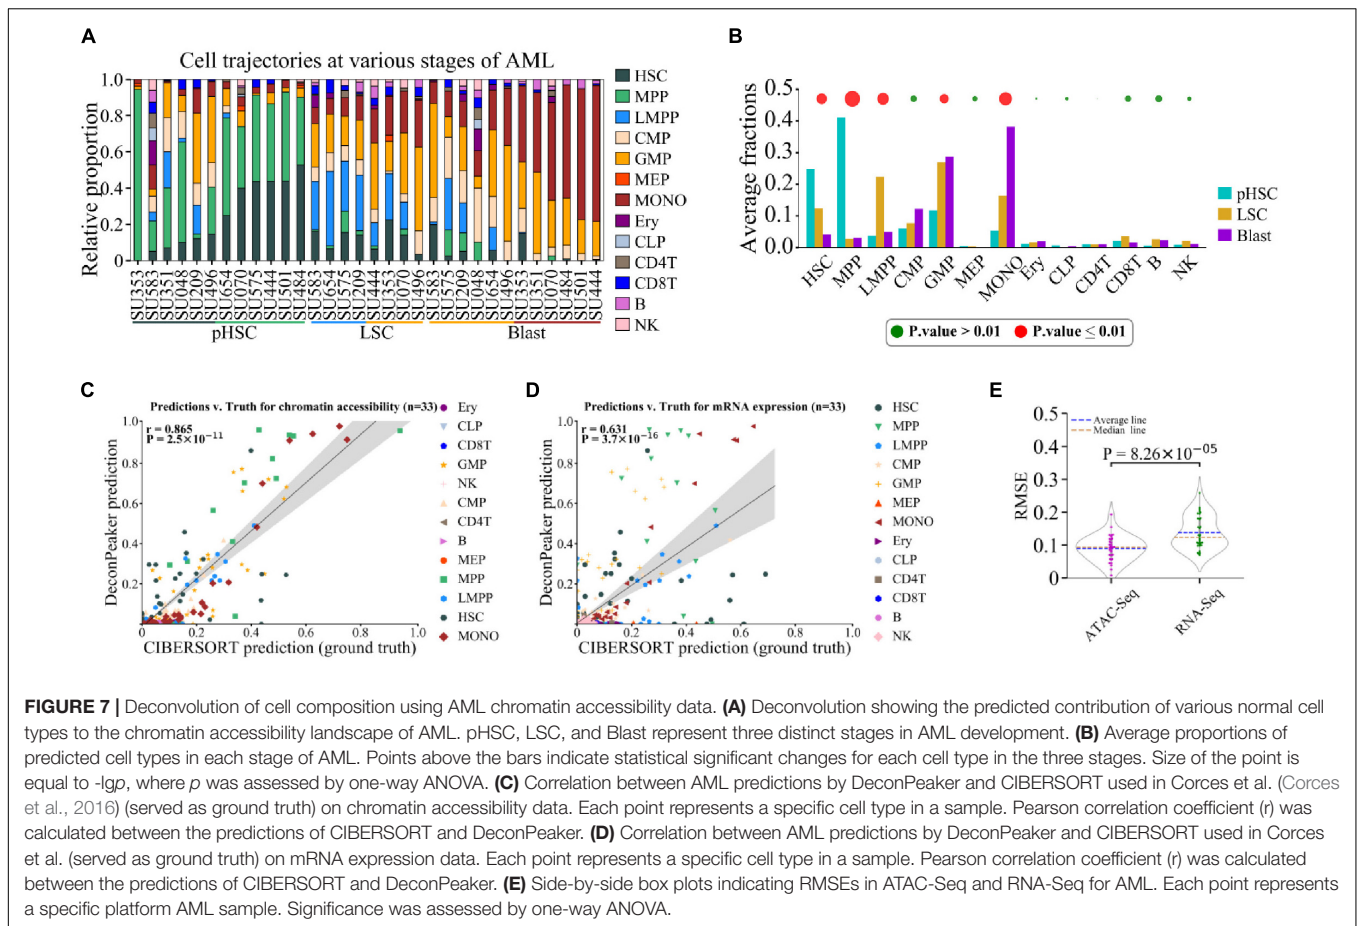 A
Cell trajectories at various stages of AML
Relative proportion
1.0
0.8
0.6
0.4
0.2
0
SU353
SU583
SU351
SU048
SU209
SU496
SU654
SU070
SU575
SU444
SU501
SU484
SU583
SU654
SU575
SU209
SU444
SU353
SU070
SU496
SU583
SU575
SU209
SU048
SU654
SU496
SU353
SU351
SU070
SU484
SU501
SU444
pHSC
LSC
Blast
HSC
MPP
LMPP
CMP
GMP
MEP
MONO
Ery
CLP
CD4T
CD8T
B
NK
B
Average fractions
0.5
0.4
0.3
0.2
0.1
0.0
HSC
MPP
LMPP
CMP
GMP
MEP
MONO
Ery
CLP
CD4T
CD8T
B
NK
pHSC
LSC
Blast
P.value > 0.01
P.value ≤ 0.01
C
Predictions v. Truth for chromatin accessibility (n=33)
r = 0.865
P = 2.5×10⁻¹¹
DeconPeaker prediction
1.0
0.8
0.6
0.4
0.2
0
0.2
0.4
0.6
0.8
1.0
CIBERSORT prediction (ground truth)
Ery
CLP
CD8T
GMP
NK
CMP
CD4T
B
MEP
MPP
LMPP
HSC
MONO
D
Predictions v. Truth for mRNA expression (n=33)
r = 0.631
P = 3.7×10⁻¹⁶
DeconPeaker prediction
1.0
0.8
0.6
0.4
0.2
0
0.2
0.4
0.6
0.8
1.0
CIBERSORT prediction (ground truth)
HSC
MPP
LMPP
CMP
GMP
MEP
MONO
Ery
CLP
CD4T
CD8T
B
NK
E
Average line
Median line
P = 8.26×10⁻⁰⁵
RMSE
0.5
0.4
0.3
0.2
0.1
0
ATAC-Seq
RNA-Seq
FIGURE 7 | Deconvolution of cell composition using AML chromatin accessibility data. (A) Deconvolution showing the predicted contribution of various normal cell
types to the chromatin accessibility landscape of AML. pHSC, LSC, and Blast represent three distinct stages in AML development. (B) Average proportions of
predicted cell types in each stage of AML. Points above the bars indicate statistical significant changes for each cell type in the three stages. Size of the point is
equal to -lgp, where p was assessed by one-way ANOVA. (C) Correlation between AML predictions by DeconPeaker and CIBERSORT used in Corces et al. (Corces
et al., 2016) (served as ground truth) on chromatin accessibility data. Each point represents a specific cell type in a sample. Pearson correlation coefficient (r) was
calculated between the predictions of CIBERSORT and DeconPeaker. (D) Correlation between AML predictions by DeconPeaker and CIBERSORT used in Corces
et al. (served as ground truth) on mRNA expression data. Each point represents a specific cell type in a sample. Pearson correlation coefficient (r) was calculated
between the predictions of CIBERSORT and DeconPeaker. (E) Side-by-side box plots indicating RMSEs in ATAC-Seq and RNA-Seq for AML. Each point represents
a specific platform AML sample. Significance was assessed by one-way ANOVA.